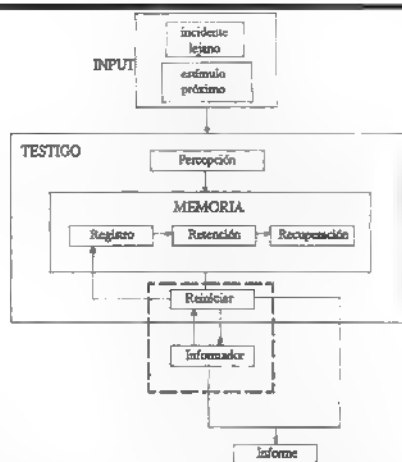 incidente
lejano
INPUT
estímulo
próximo
TESTIGO
Percepción
MEMORIA
Registro
Retención
Recuperación
Reiniciar
Informador
Informe